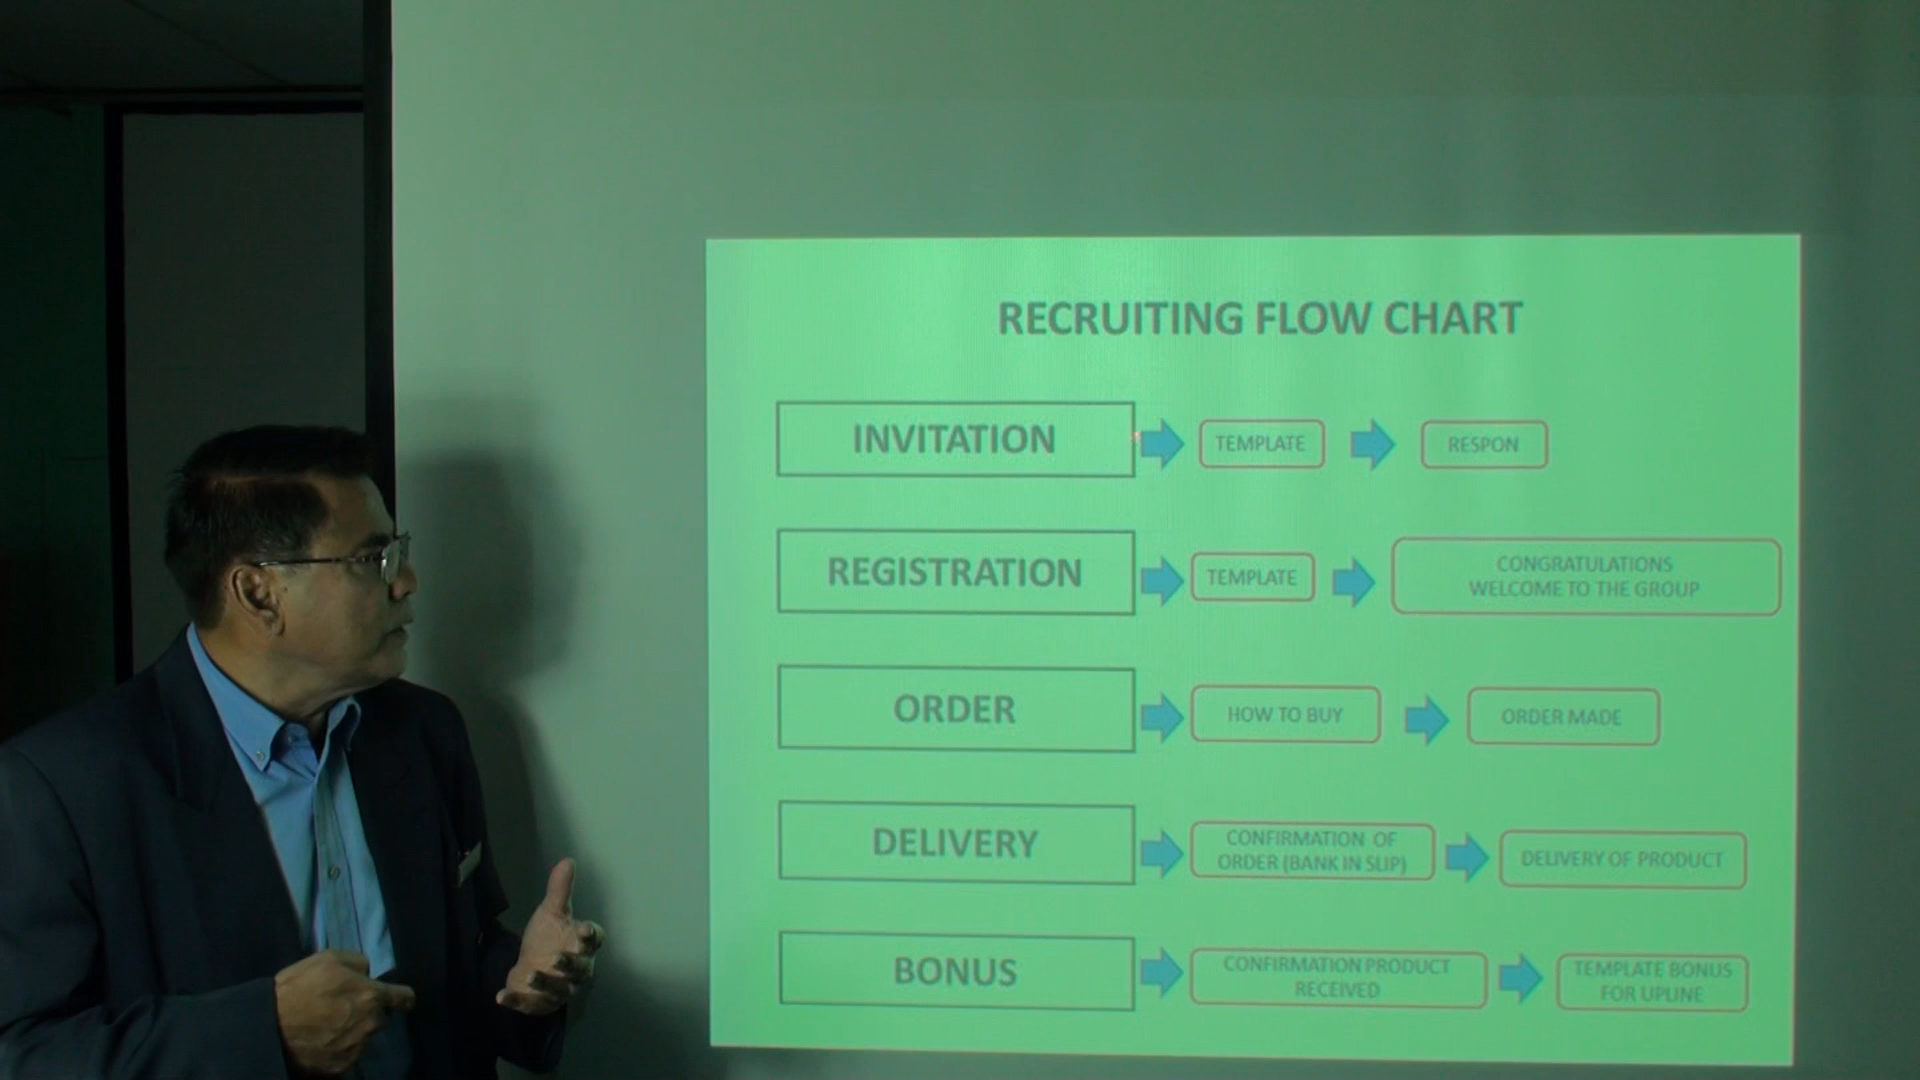 RECRUITING FLOW CHART
INVITATION
TEMPLATE
RESPON
REGISTRATION
TEMPLATE
CONGRATULATIONS
WELCOME TO THE GROUP
ORDER
HOW TO BUY
ORDER MADE
DELIVERY
CONFIRMATION OF
ORDER (BANK IN SLIP)
DELIVERY OF PRODUCT
BONUS
CONFIRMATION PRODUCT
RECEIVED
TEMPLATE BONUS
FOR UPLINE